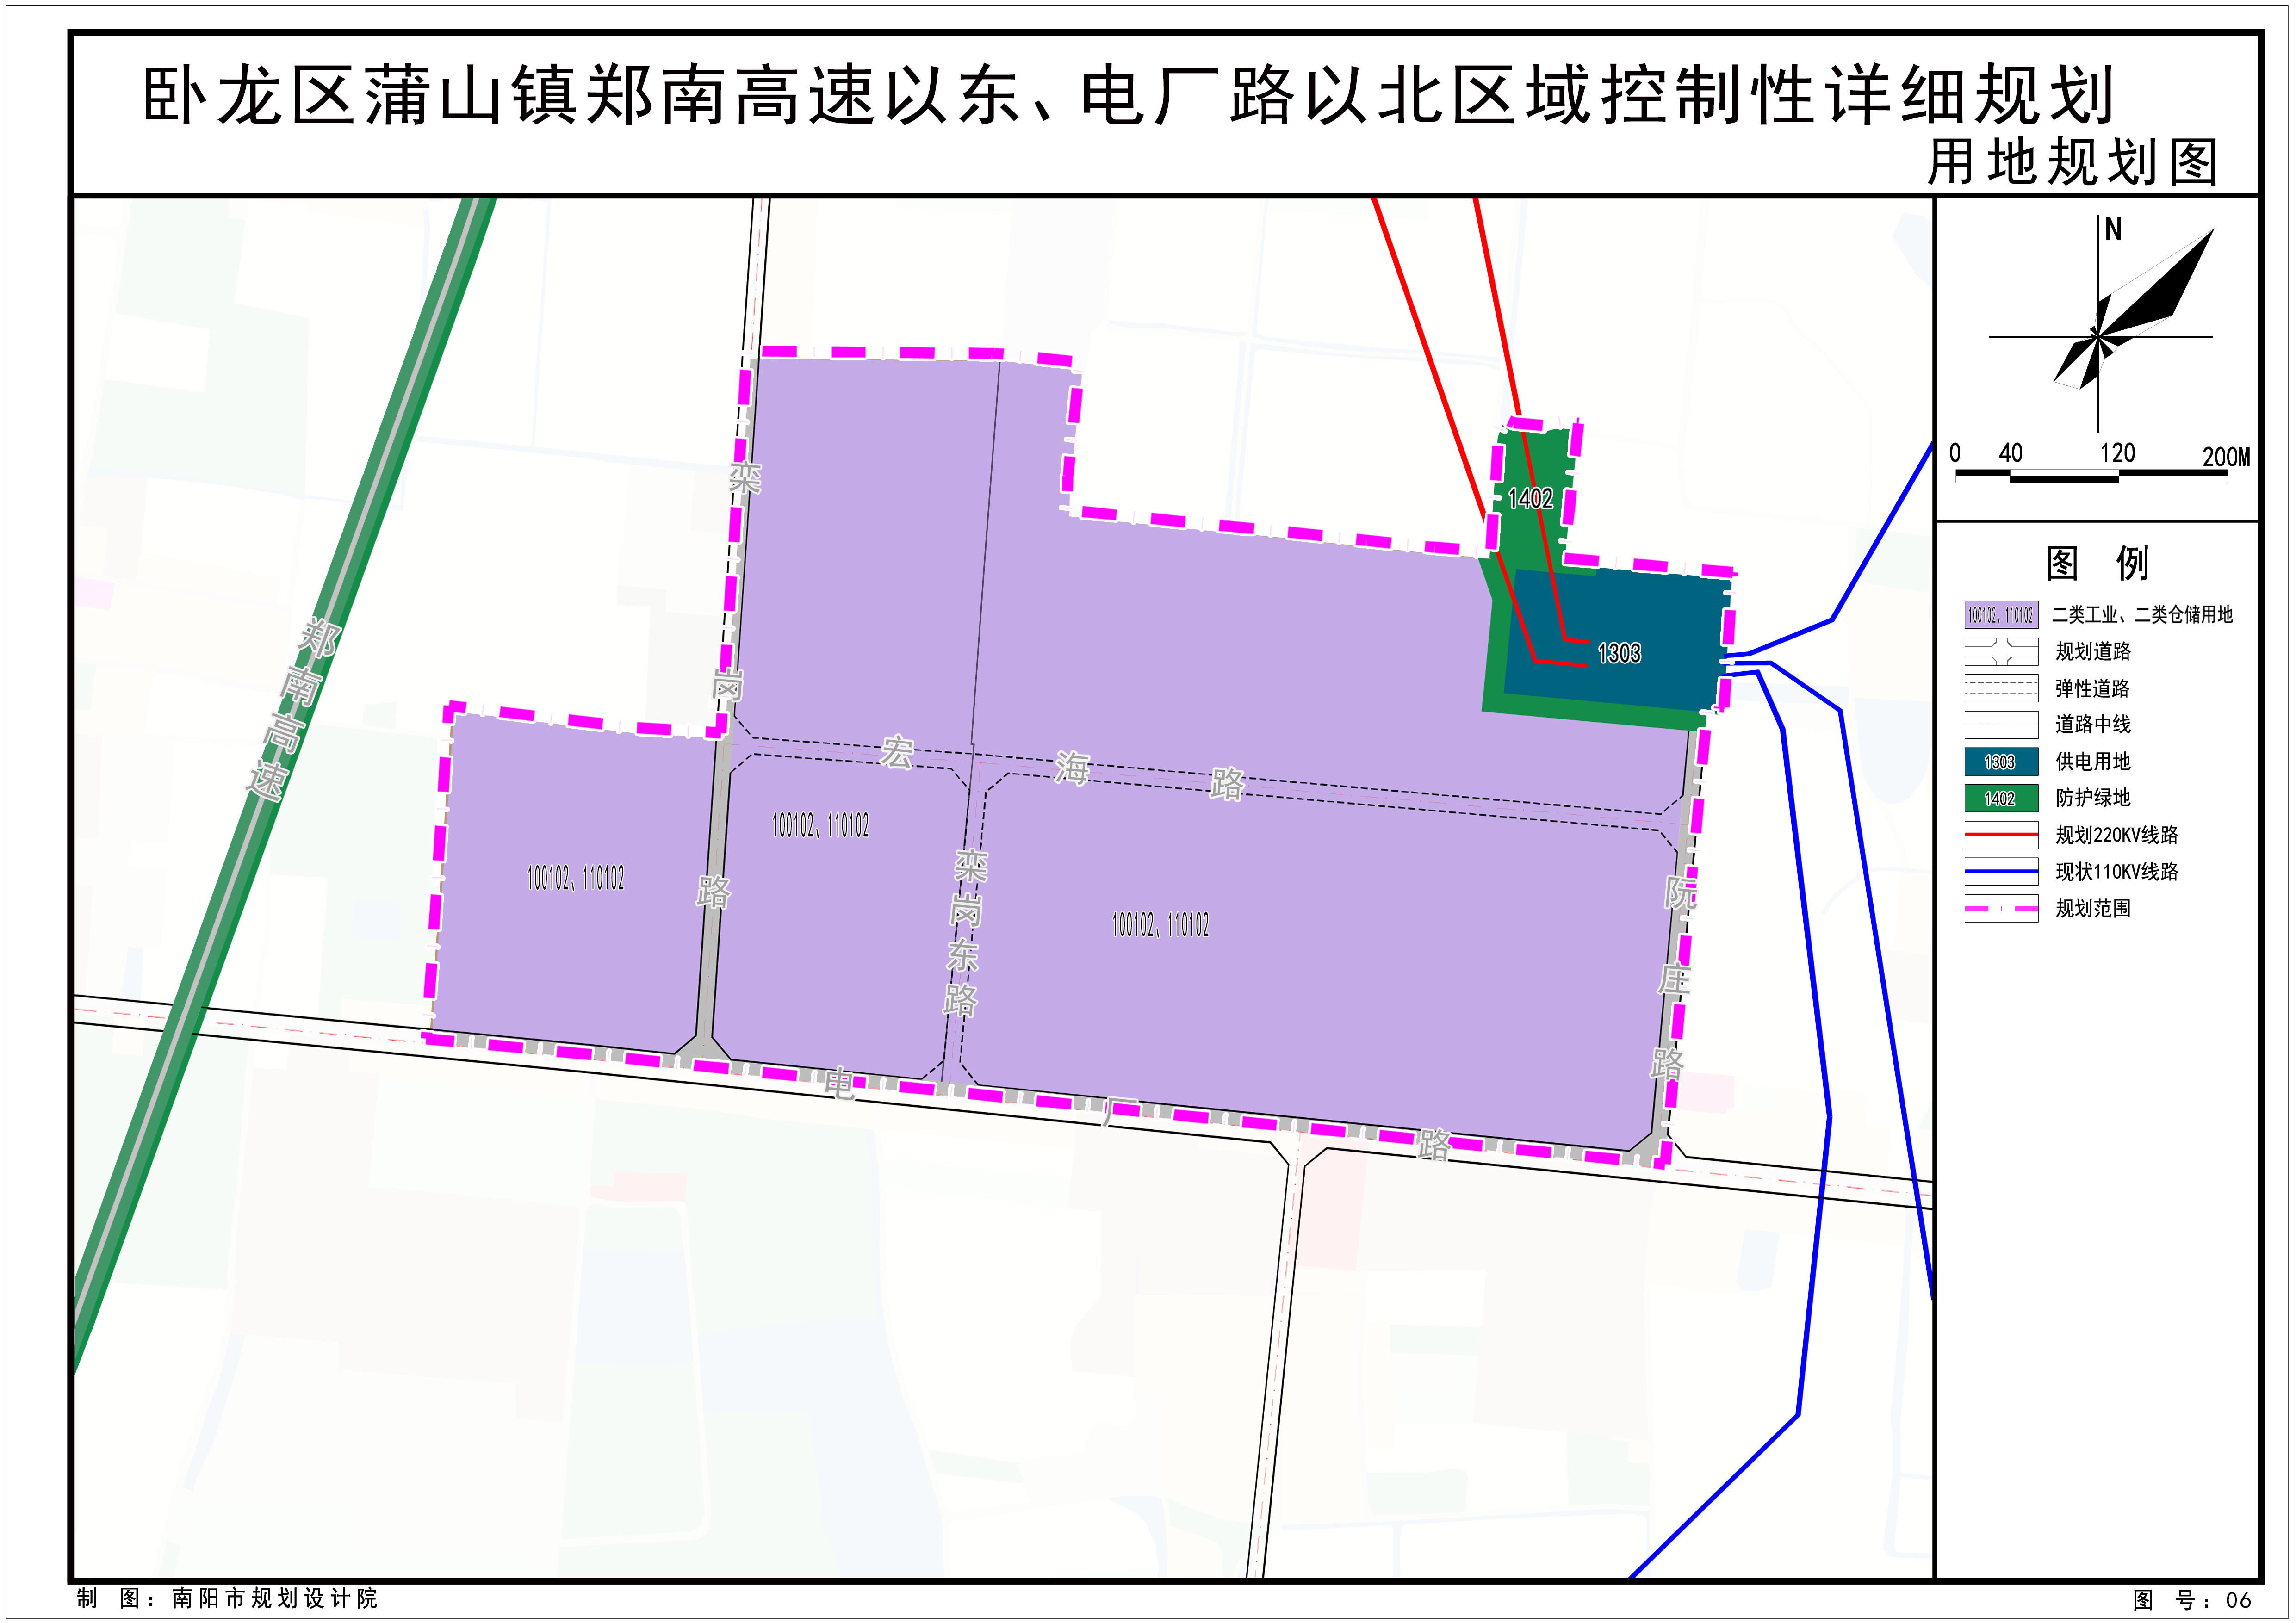 卧龙区蒲山镇郑南高速以东、电厂路以北区域控制性详细规划
用地规划图
N
0 40 120 200M
图 例
100102、110102 二类工业、二类仓储用地
规划道路
弹性道路
道路中线
1303 供电用地
1402 防护绿地
规划220KV线路
现状110KV线路
规划范围
郑南高速
栾岗路
宏海路
栾岗东路
阮庄路
电厂路
1402
1303
100102、110102
100102、110102
100102、110102
制 图：南阳市规划设计院
图 号：06